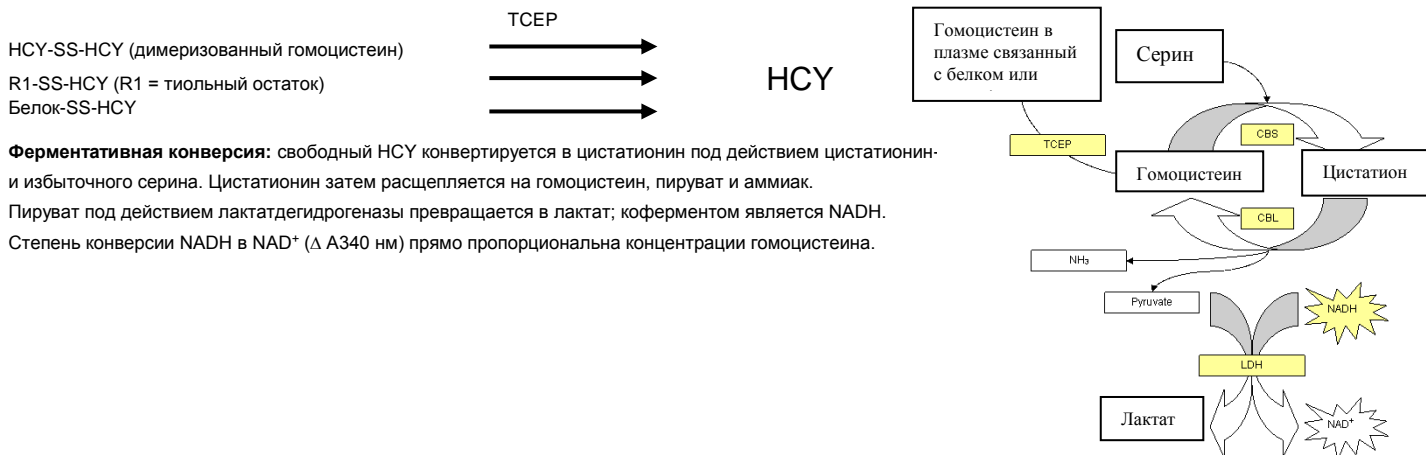 TCEP
HCY-SS-HCY (димеризованный гомоцистеин)
R1-SS-HCY (R1 = тиольный остаток)
Белок-SS-HCY
HCY
Ферментативная конверсия: свободный HCY конвертируется в цистатионин под действием цистатионин-
и избыточного серина. Цистатионин затем расщепляется на гомоцистеин, пируват и аммиак.
Пируват под действием лактатдегидрогеназы превращается в лактат; коферментом является NADH.
Степень конверсии NADH в NAD⁺ (Δ A340 нм) прямо пропорциональна концентрации гомоцистеина.
Гомоцистеин в
плазме связанный
с белком или
Серин
CBS
TCEP
Гомоцистеин
Цистатион
CBL
NH₃
Pyruvate
NADH
LDH
Лактат
NAD⁺